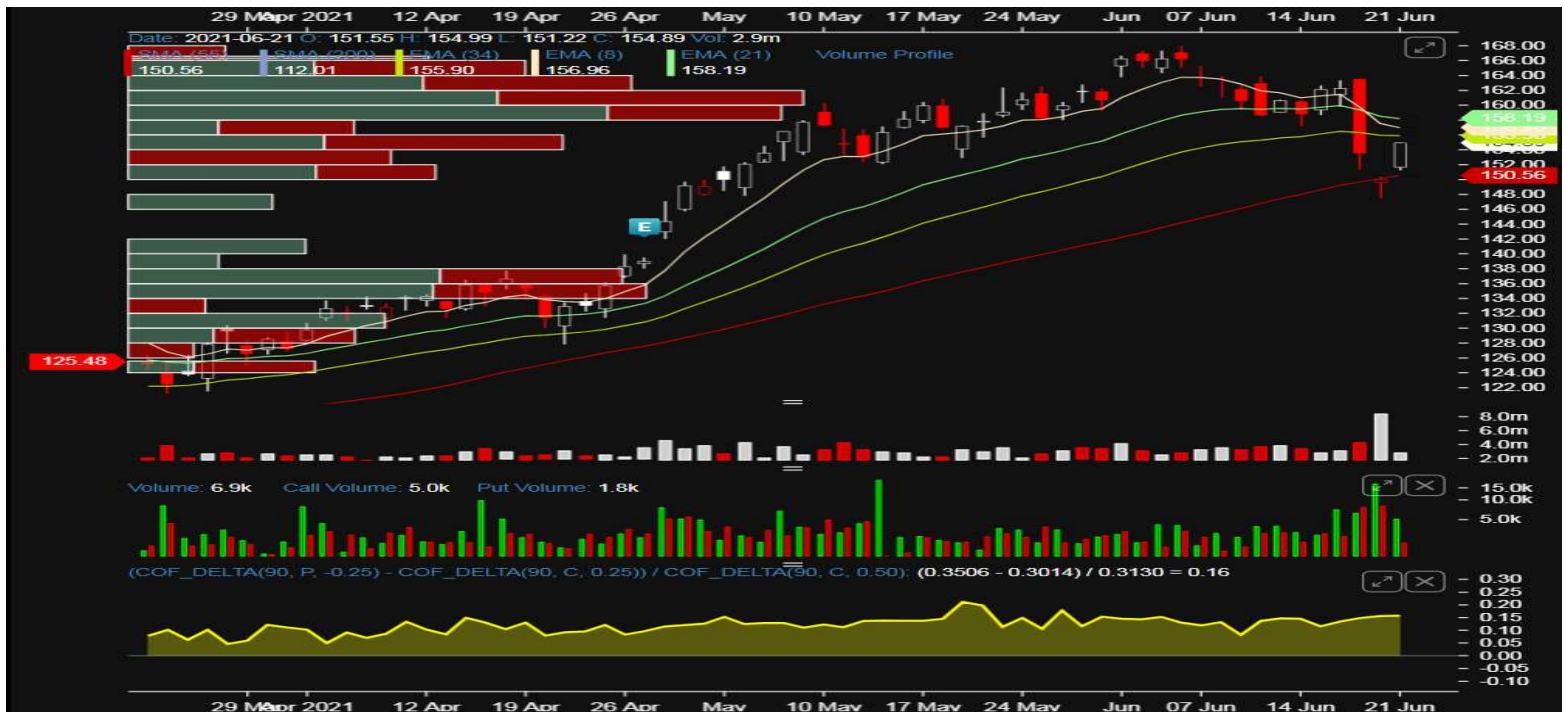 29 Mar Apr 2021 12 Apr 19 Apr 26 Apr May 10 May 17 May 24 May Jun 07 Jun 14 Jun 21 Jun
Date: 2021-06-21 O: 151.55 H: 154.99 L: 151.22 C: 154.89 Vol: 2.9m
SMA (55) SMA (200) EMA (34) EMA (8) EMA (21) Volume Profile
150.56 112.01 155.90 156.96 158.19
168.00
166.00
164.00
162.00
160.00
158.19
152.00
150.56
148.00
146.00
E
144.00
142.00
140.00
138.00
136.00
134.00
132.00
130.00
128.00
126.00
125.48
124.00
122.00
8.0m
6.0m
4.0m
2.0m
Volume: 6.9k Call Volume: 5.0k Put Volume: 1.8k
15.0k
10.0k
5.0k
(COF_DELTA(90, P, -0.25) - COF_DELTA(90, C, 0.25)) / COF_DELTA(90, C, 0.50): (0.3506 - 0.3014) / 0.3130 = 0.16
0.30
0.25
0.20
0.15
0.10
0.05
0.00
-0.05
-0.10
29 Mar Apr 2021 12 Apr 19 Apr 26 Apr May 10 May 17 May 24 May Jun 07 Jun 14 Jun 21 Jun